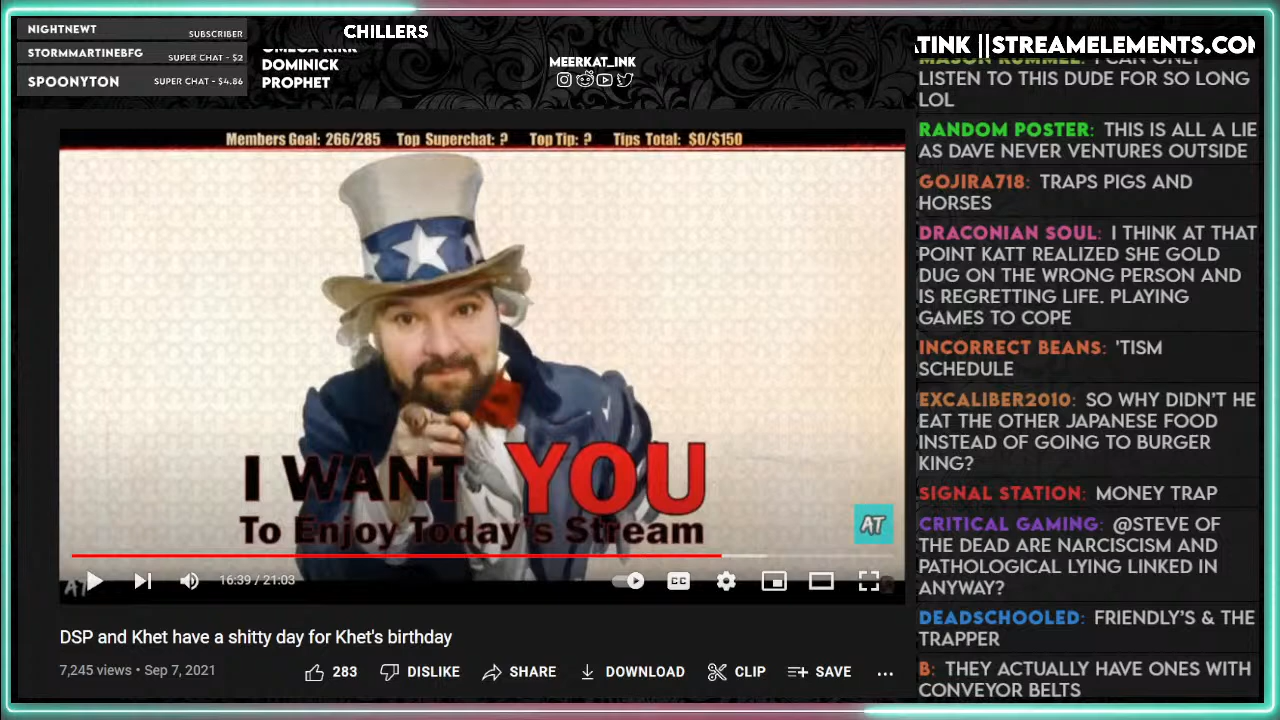 NIGHTNEWT SUBSCRIBER
STORMMARTINEBFG SUPER CHAT - $2
SPOONYTON SUPER CHAT - $4.86
CHILLERS
OMEGA KIRK
DOMINICK
PROPHET
MEERKAT_INK
ATINK ||STREAMELEMENTS.COM
Members Goal: 266/285 Top Superchat: ? Top Tip: ? Tips Total: $0/$150
I WANT YOU
To Enjoy Today's Stream
AT
AT
16:39 / 21:03
CC
DSP and Khet have a shitty day for Khet's birthday
7,245 views • Sep 7, 2021
283 DISLIKE SHARE DOWNLOAD CLIP SAVE ...
MASON RUMMEL: I CAN ONLY
LISTEN TO THIS DUDE FOR SO LONG
LOL
RANDOM POSTER: THIS IS ALL A LIE
AS DAVE NEVER VENTURES OUTSIDE
GOJIRA718: TRAPS PIGS AND
HORSES
DRACONIAN SOUL: I THINK AT THAT
POINT KATT REALIZED SHE GOLD
DUG ON THE WRONG PERSON AND
IS REGRETTING LIFE. PLAYING
GAMES TO COPE
INCORRECT BEANS: 'TISM
SCHEDULE
EXCALIBER2010: SO WHY DIDN'T HE
EAT THE OTHER JAPANESE FOOD
INSTEAD OF GOING TO BURGER
KING?
SIGNAL STATION: MONEY TRAP
CRITICAL GAMING: @STEVE OF
THE DEAD ARE NARCISCISM AND
PATHOLOGICAL LYING LINKED IN
ANYWAY?
DEADSCHOOLED: FRIENDLY'S & THE
TRAPPER
B: THEY ACTUALLY HAVE ONES WITH
CONVEYOR BELTS